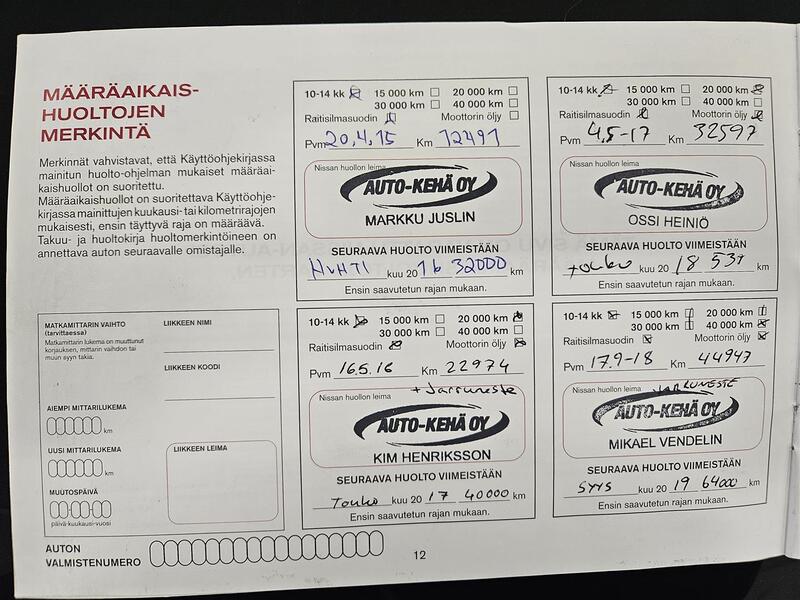 MÄÄRÄAIKAIS-
HUOLTOJEN
MERKINTÄ
Merkinnät vahvistavat, että Käyttöohjekirjassa
mainitun huolto-ohjelman mukaiset määräai-
kaishuollot on suoritettu.
Määräaikaishuollot on suoritettava Käyttöohje-
kirjassa mainittujen kuukausi- tai kilometrirajojen
mukaisesti, ensin täyttyvä raja on määräävä.
Takuu- ja huoltokirja huoltomerkintöineen on
annettava auton seuraavalle omistajalle.
MATKAMITTARIN VAIHTO
(tarvittaessa)
Matkamittarin lukema on muuttunut
korjauksen, mittarin vaihdon tai
muun syyn takia.
AIEMPI MITTARILUKEMA
km
UUSI MITTARILUKEMA
km
MUUTOSPÄIVÄ
päivä-kuukausi-vuosi
LIIKKEEN NIMI
LIIKKEEN KOODI
LIIKKEEN LEIMA
AUTON
VALMISTENUMERO
10-14 kk 15 000 km 20 000 km
30 000 km 40 000 km
Raitisilmasuodin Moottorin öljy
Pvm 20.4.15 Km 12491
Nissan huollon leima
AUTO-KEHÄ OY
MARKKU JUSLIN
SEURAAVA HUOLTO VIIMEISTÄÄN
HUHTI kuu 20 16 32000 km
Ensin saavutetun rajan mukaan.
10-14 kk 15 000 km 20 000 km
30 000 km 40 000 km
Raitisilmasuodin Moottorin öljy
Pvm 16.5.16 Km 22974
+ Jarruneste
Nissan huollon leima
AUTO-KEHÄ OY
KIM HENRIKSSON
SEURAAVA HUOLTO VIIMEISTÄÄN
Touko kuu 20 17 40000 km
Ensin saavutetun rajan mukaan.
10-14 kk 15 000 km 20 000 km
30 000 km 40 000 km
Raitisilmasuodin Moottorin öljy
Pvm 4.5-17 Km 32597
Nissan huollon leima
AUTO-KEHÄ OY
OSSI HEINIÖ
SEURAAVA HUOLTO VIIMEISTÄÄN
touko kuu 20 18 53t km
Ensin saavutetun rajan mukaan.
10-14 kk 15 000 km 20 000 km
30 000 km 40 000 km
Raitisilmasuodin Moottorin öljy
Pvm 17.9-18 Km 44947
JARRUNESTE
Nissan huollon leima
AUTO-KEHÄ OY
MIKAEL VENDELIN
SEURAAVA HUOLTO VIIMEISTÄÄN
SYYS kuu 20 19 64000 km
Ensin saavutetun rajan mukaan.
12